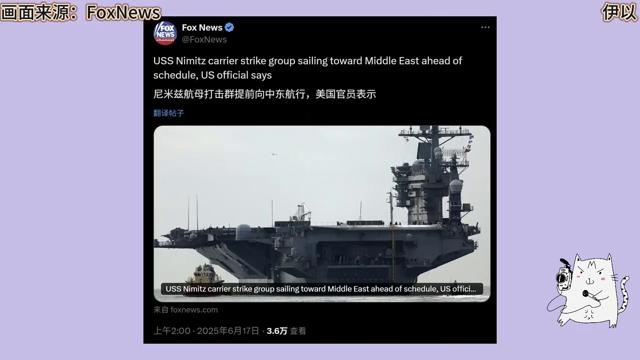 画面来源：FoxNews
伊以
FOX
NEWS
Fox News
@FoxNews
USS Nimitz carrier strike group sailing toward Middle East ahead of
schedule, US official says
尼米兹航母打击群提前向中东航行，美国官员表示
翻译帖子
USS Nimitz carrier strike group sailing toward Middle East ahead of schedule, US offici...
来自 foxnews.com
上午2:00 · 2025年6月17日 · 3.6万 查看